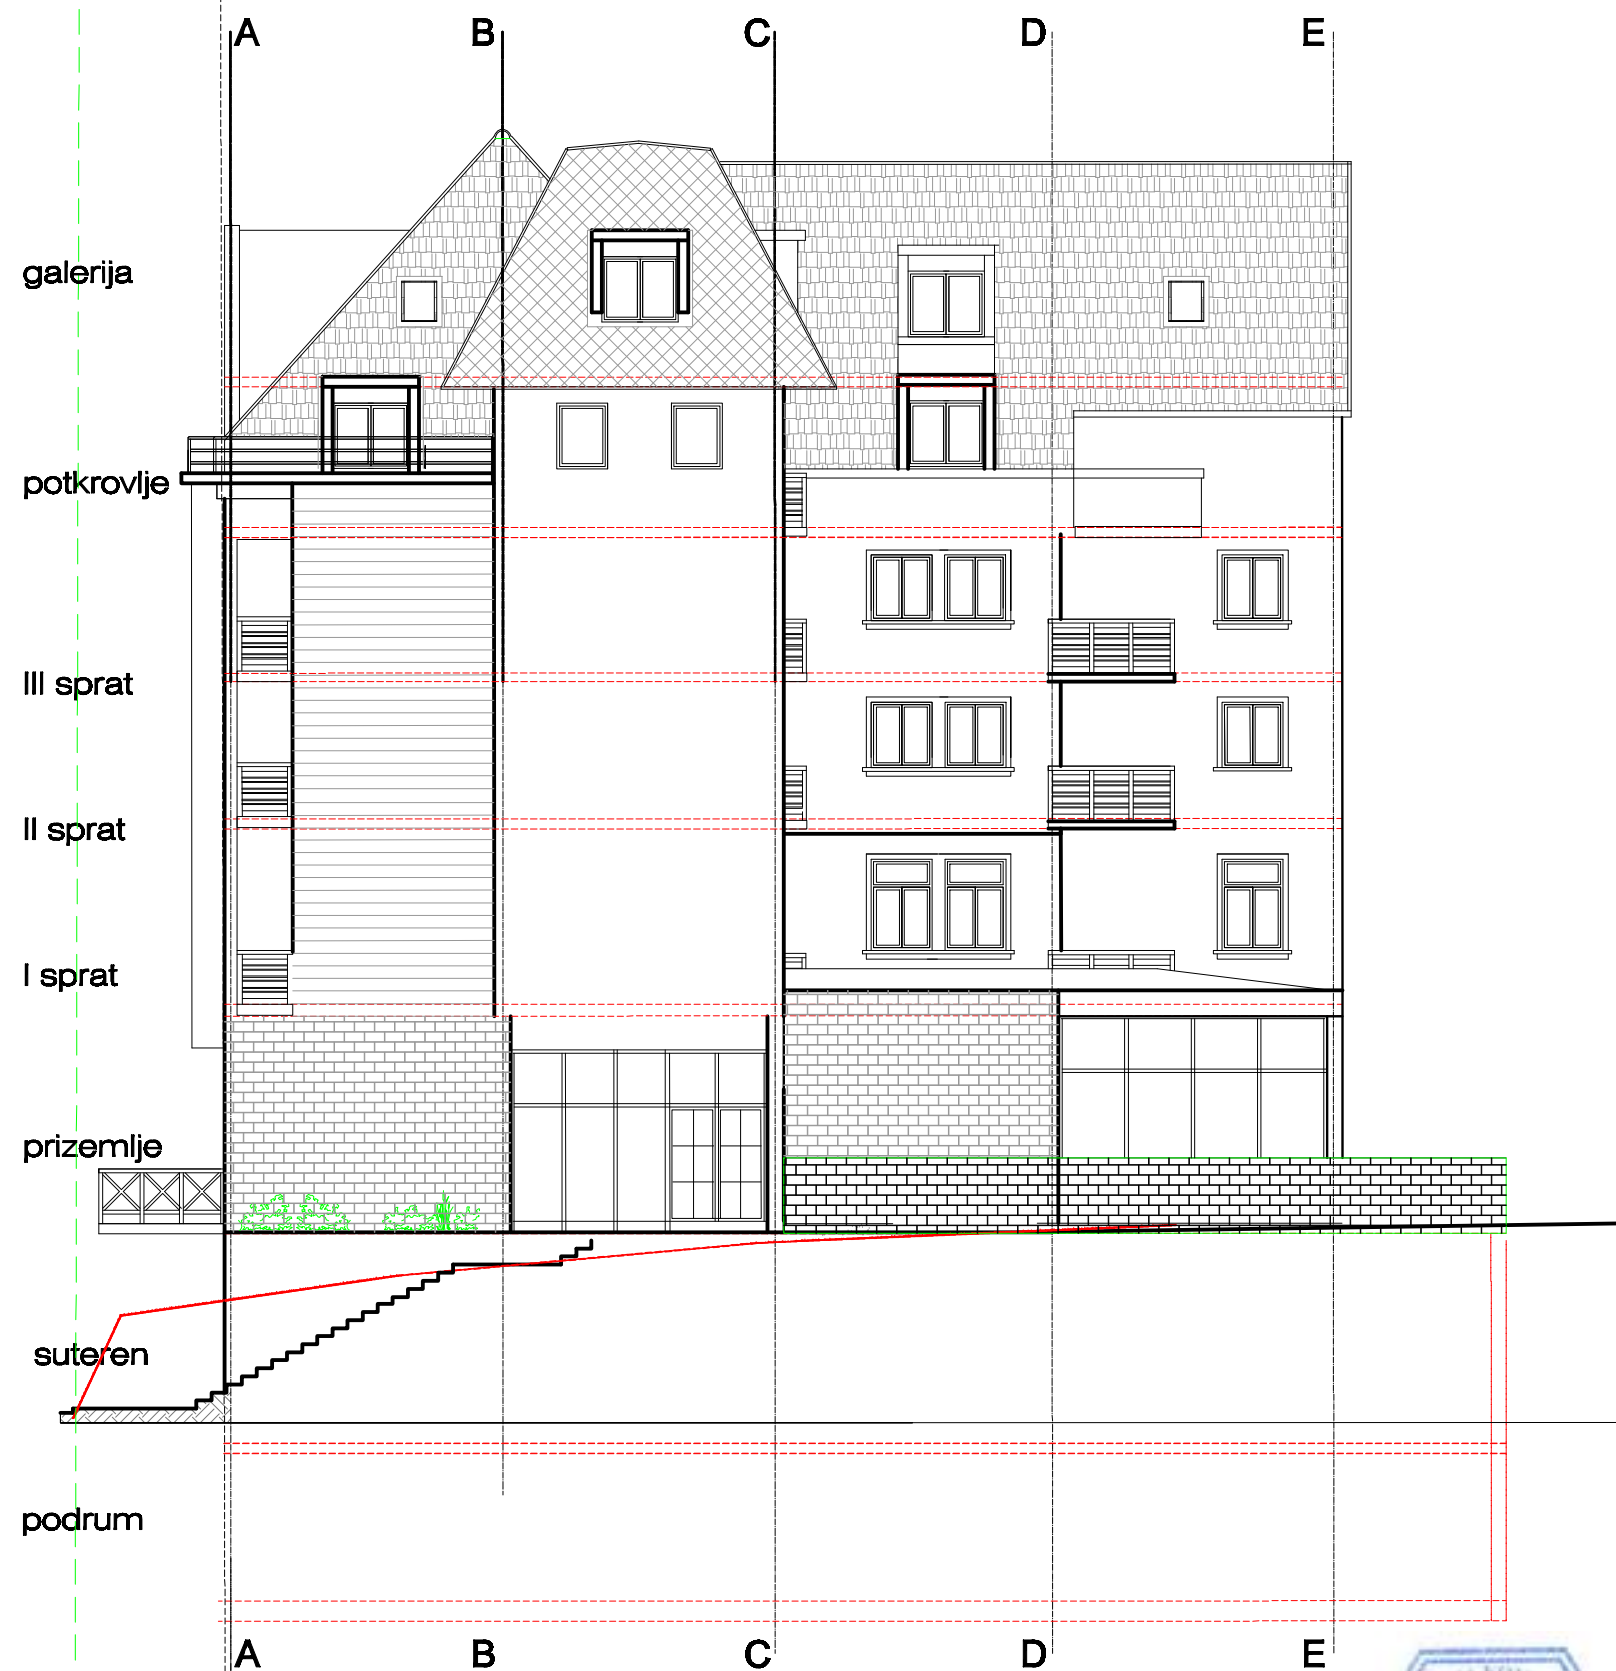 A B C D E
galerija
potkrovlje
III sprat
II sprat
I sprat
prizemlje
suteren
podrum
A B C D E